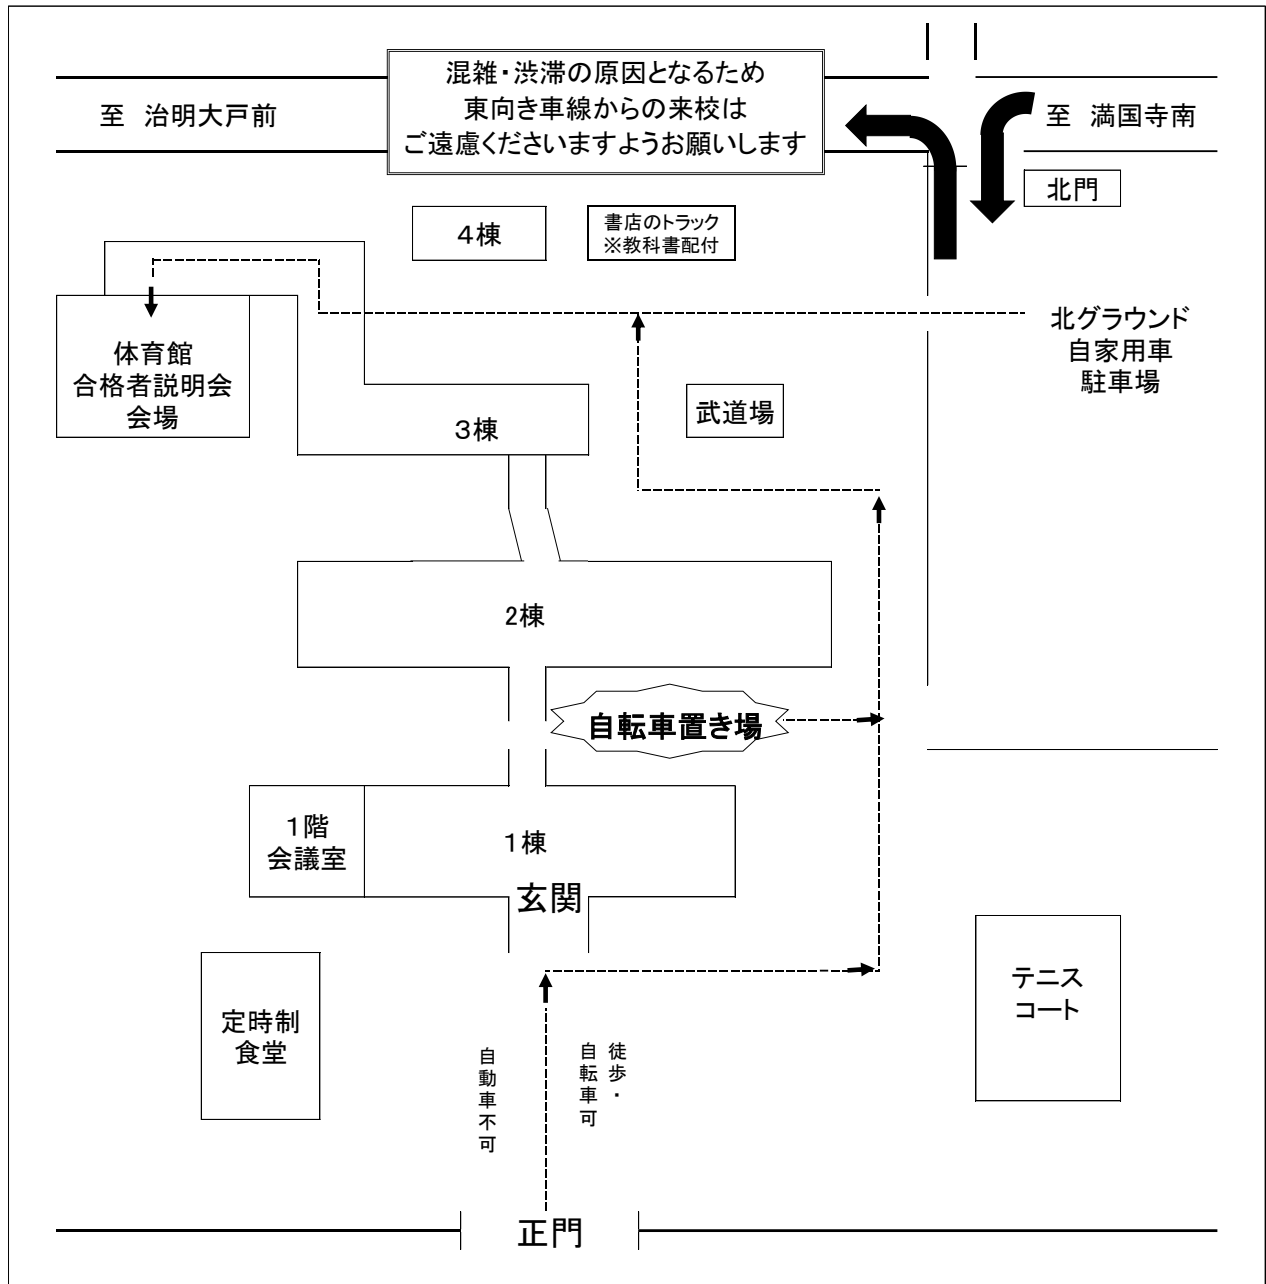 混雑・渋滞の原因となるため
東向き車線からの来校は
ご遠慮くださいますようお願いします
至 治明大戸前
至 満国寺南
北門
４棟
書店のトラック
※教科書配付
北グラウンド
自家用車
駐車場
体育館
合格者説明会
会場
武道場
３棟
2棟
自転車置き場
１階
会議室
１棟
玄関
定時制
食堂
テニス
コート
自動車不可
徒歩・
自転車可
正門